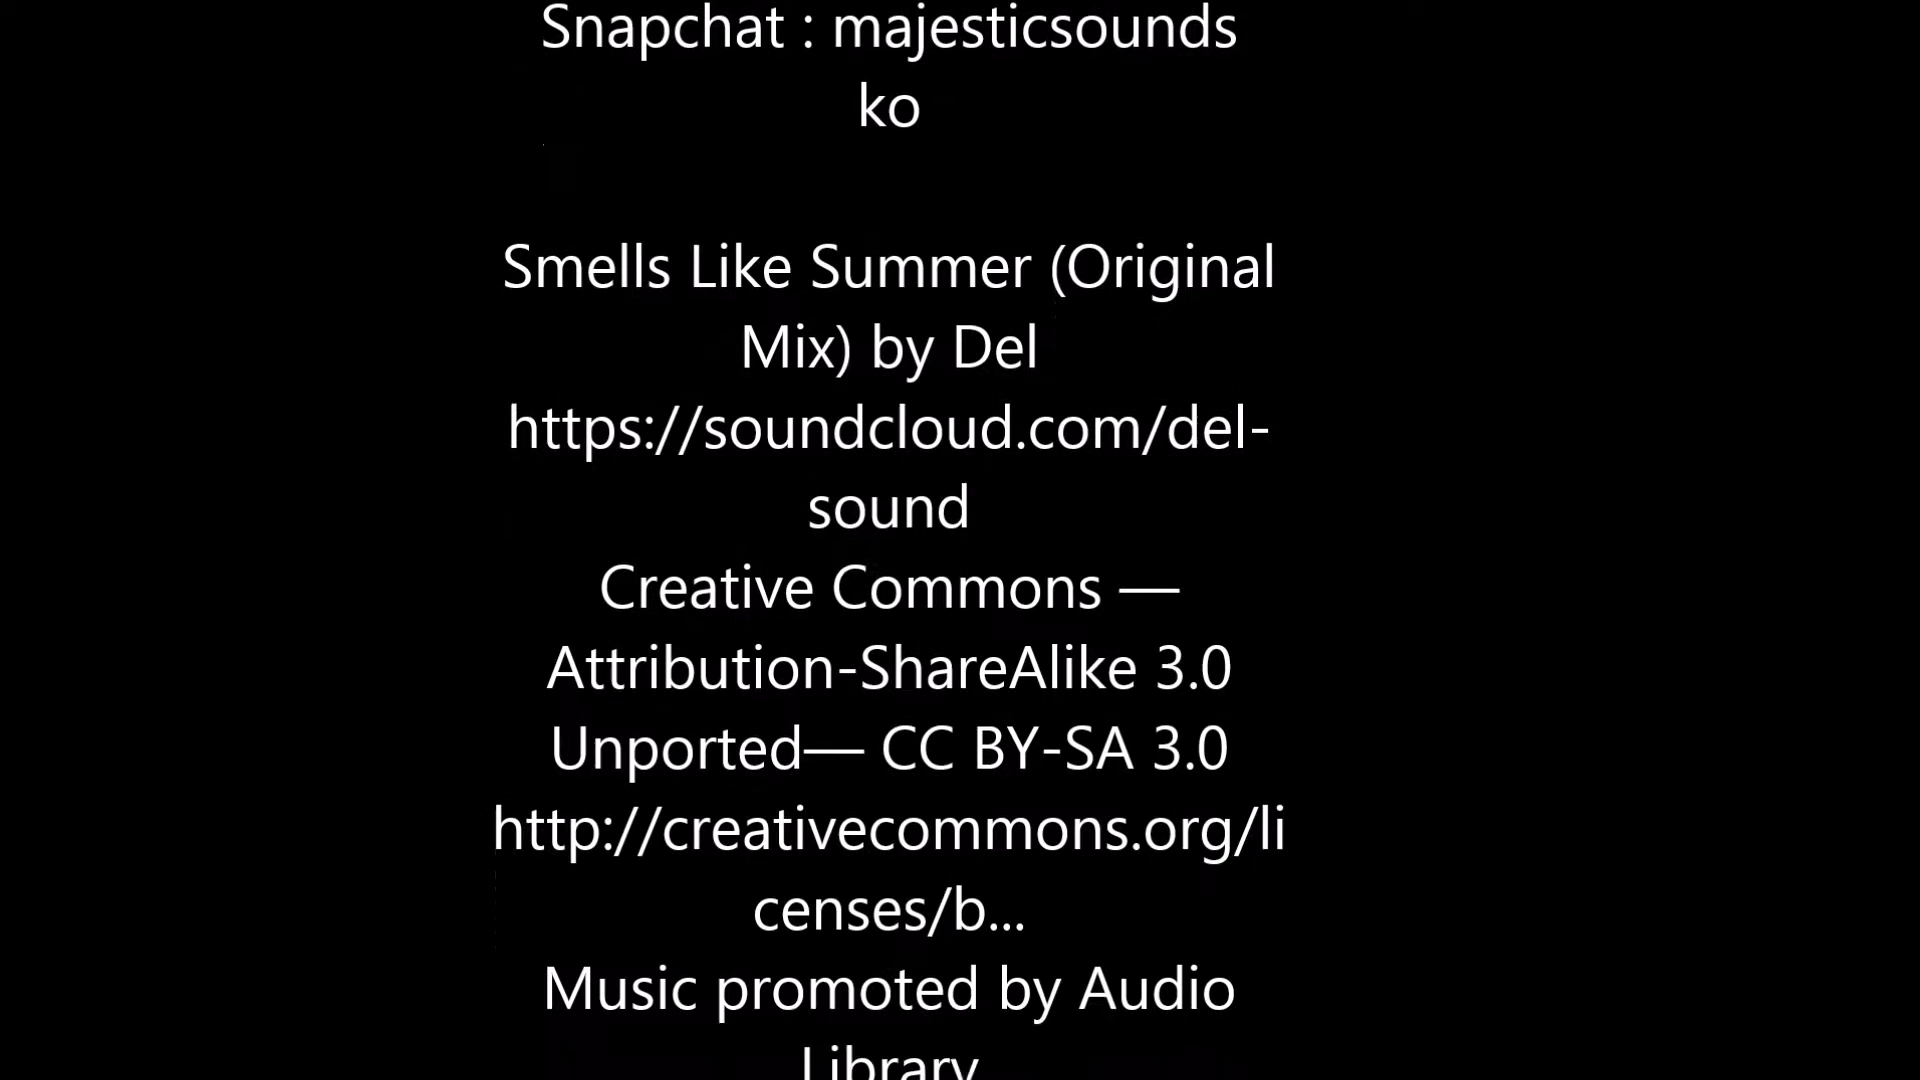 Snapchat : majesticsounds
ko
Smells Like Summer (Original
Mix) by Del
https://soundcloud.com/del-
sound
Creative Commons —
Attribution-ShareAlike 3.0
Unported— CC BY-SA 3.0
http://creativecommons.org/li
censes/b...
Music promoted by Audio
Library